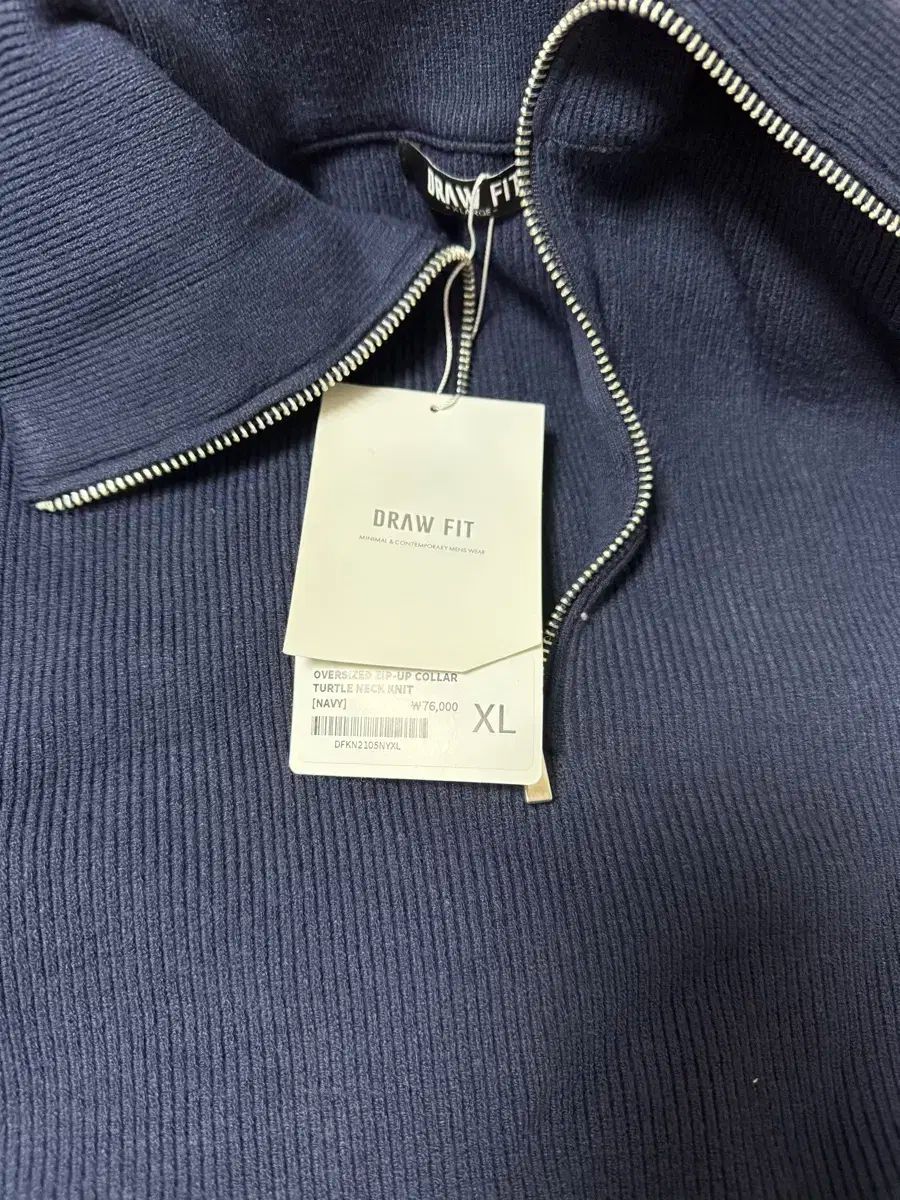 DRAW FIT
DRAW FIT
MINIMAL & CONTEMPORARY MENS WEAR
OVERSIZED ZIP-UP COLLAR
TURTLE NECK KNIT
[NAVY] ₩76,000 XL
DFKN2105NYXL